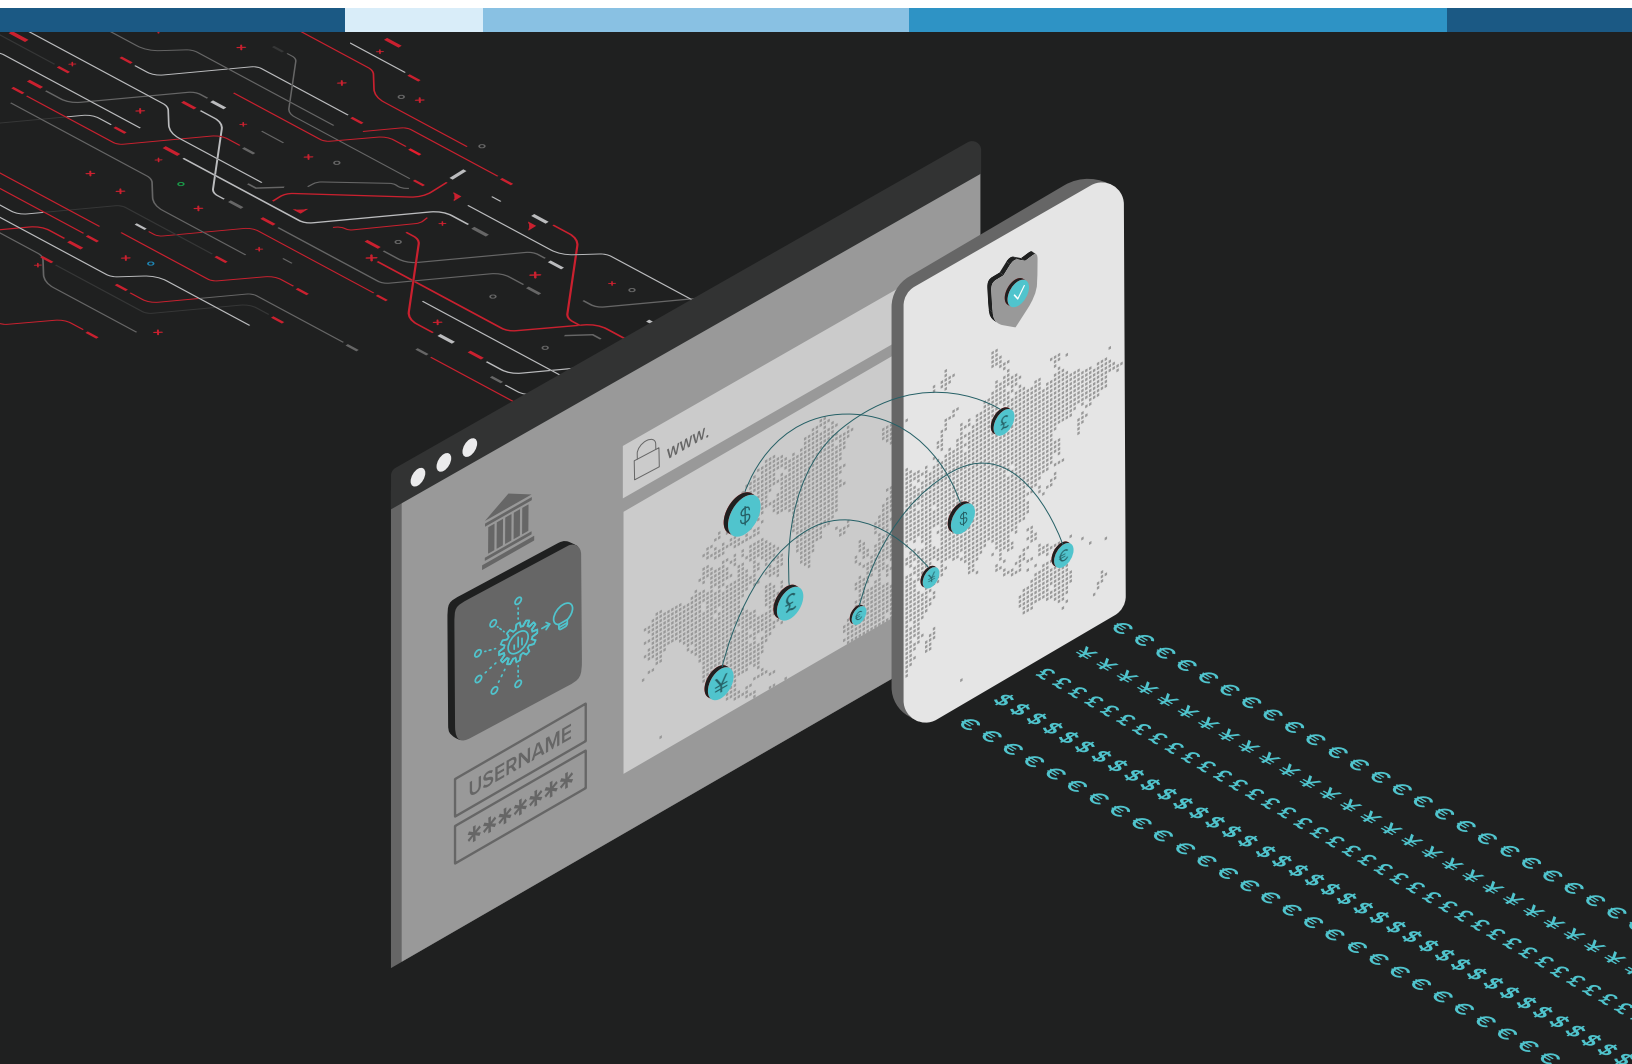 www.
$
£
$
€
£
¥
€
¥
USERNAME
*******
€ € € € € € € € € € € € € € € € € € € € € € € €
¥ ¥ ¥ ¥ ¥ ¥ ¥ ¥ ¥ ¥ ¥ ¥ ¥ ¥ ¥ ¥ ¥ ¥ ¥ ¥ ¥ ¥ ¥ ¥ ¥ ¥ ¥ ¥
£ £ £ £ £ £ £ £ £ £ £ £ £ £ £ £ £ £ £ £ £ £ £ £ £ £ £ £ £ £ £ £ £ £ £ £ £
$ $ $ $ $ $ $ $ $ $ $ $ $ $ $ $ $ $ $ $ $ $ $ $ $ $ $ $ $ $ $ $ $ $ $ $ $ $ $
€ € € € € € € € € € € € € € € € € € € € € € € € € € € €